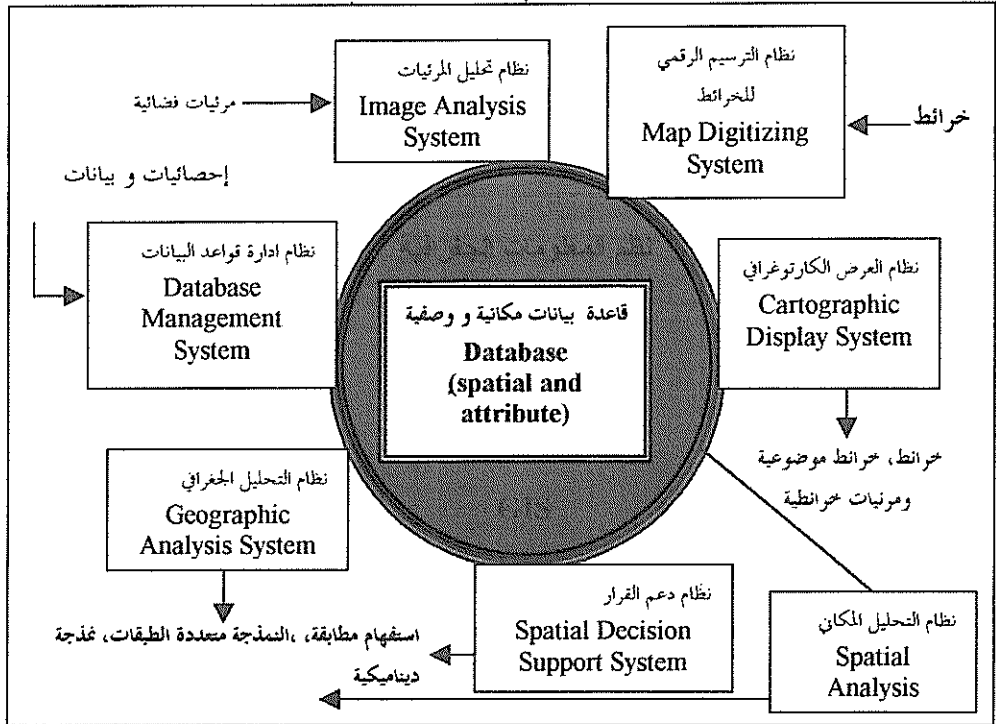 نظام تحليل المرئيات
Image Analysis
System
مرئيات فضائية
نظام الترسيم الرقمي
للخرائط
Map Digitizing
System
خرائط
إحصائيات و بيانات
نظام ادارة قواعد البيانات
Database
Management
System
نظم المعلومات الجغرافية
قاعدة بيانات مكانية و وصفية
Database
(spatial and
attribute)
نظام العرض الكارتوغرافي
Cartographic
Display System
خرائط، خرائط موضوعية
ومرئيات خرائطية
نظام التحليل الجغرافي
Geographic
Analysis System
نظام دعم القرار
Spatial Decision
Support System
استفهام مطابقة، ،النمذجة متعددة الطبقات، نمذجة
ديناميكية
نظام التحليل المكاني
Spatial
Analysis